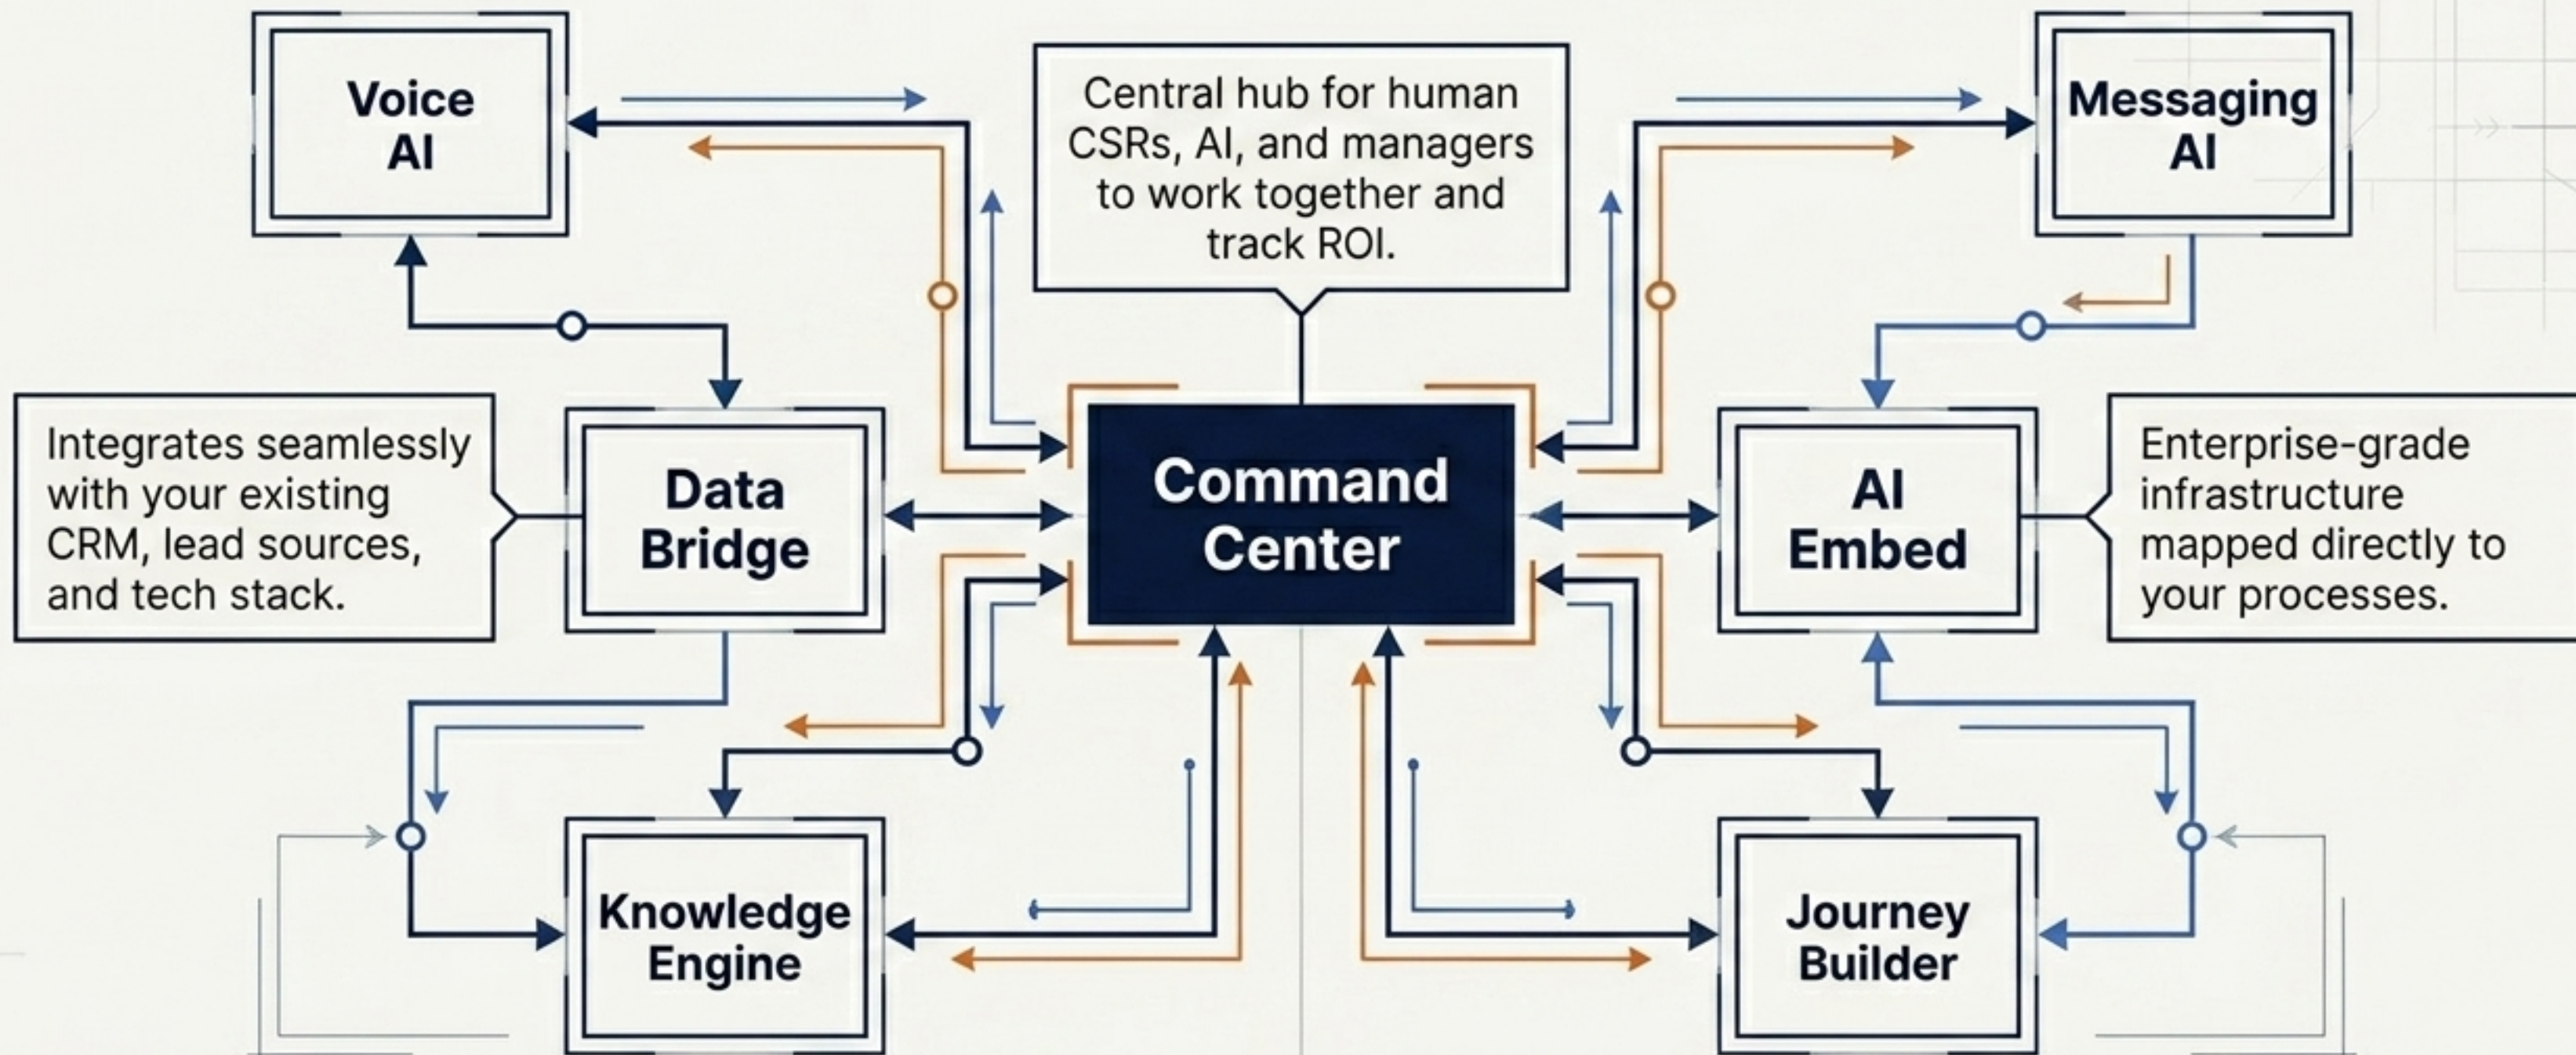 Voice
AI
Central hub for human
CSRs, AI, and managers
to work together and
track ROI.
Messaging
AI
Integrates seamlessly
with your existing
CRM, lead sources,
and tech stack.
Data
Bridge
Command
Center
AI
Embed
Enterprise-grade
infrastructure
mapped directly to
your processes.
Knowledge
Engine
Journey
Builder